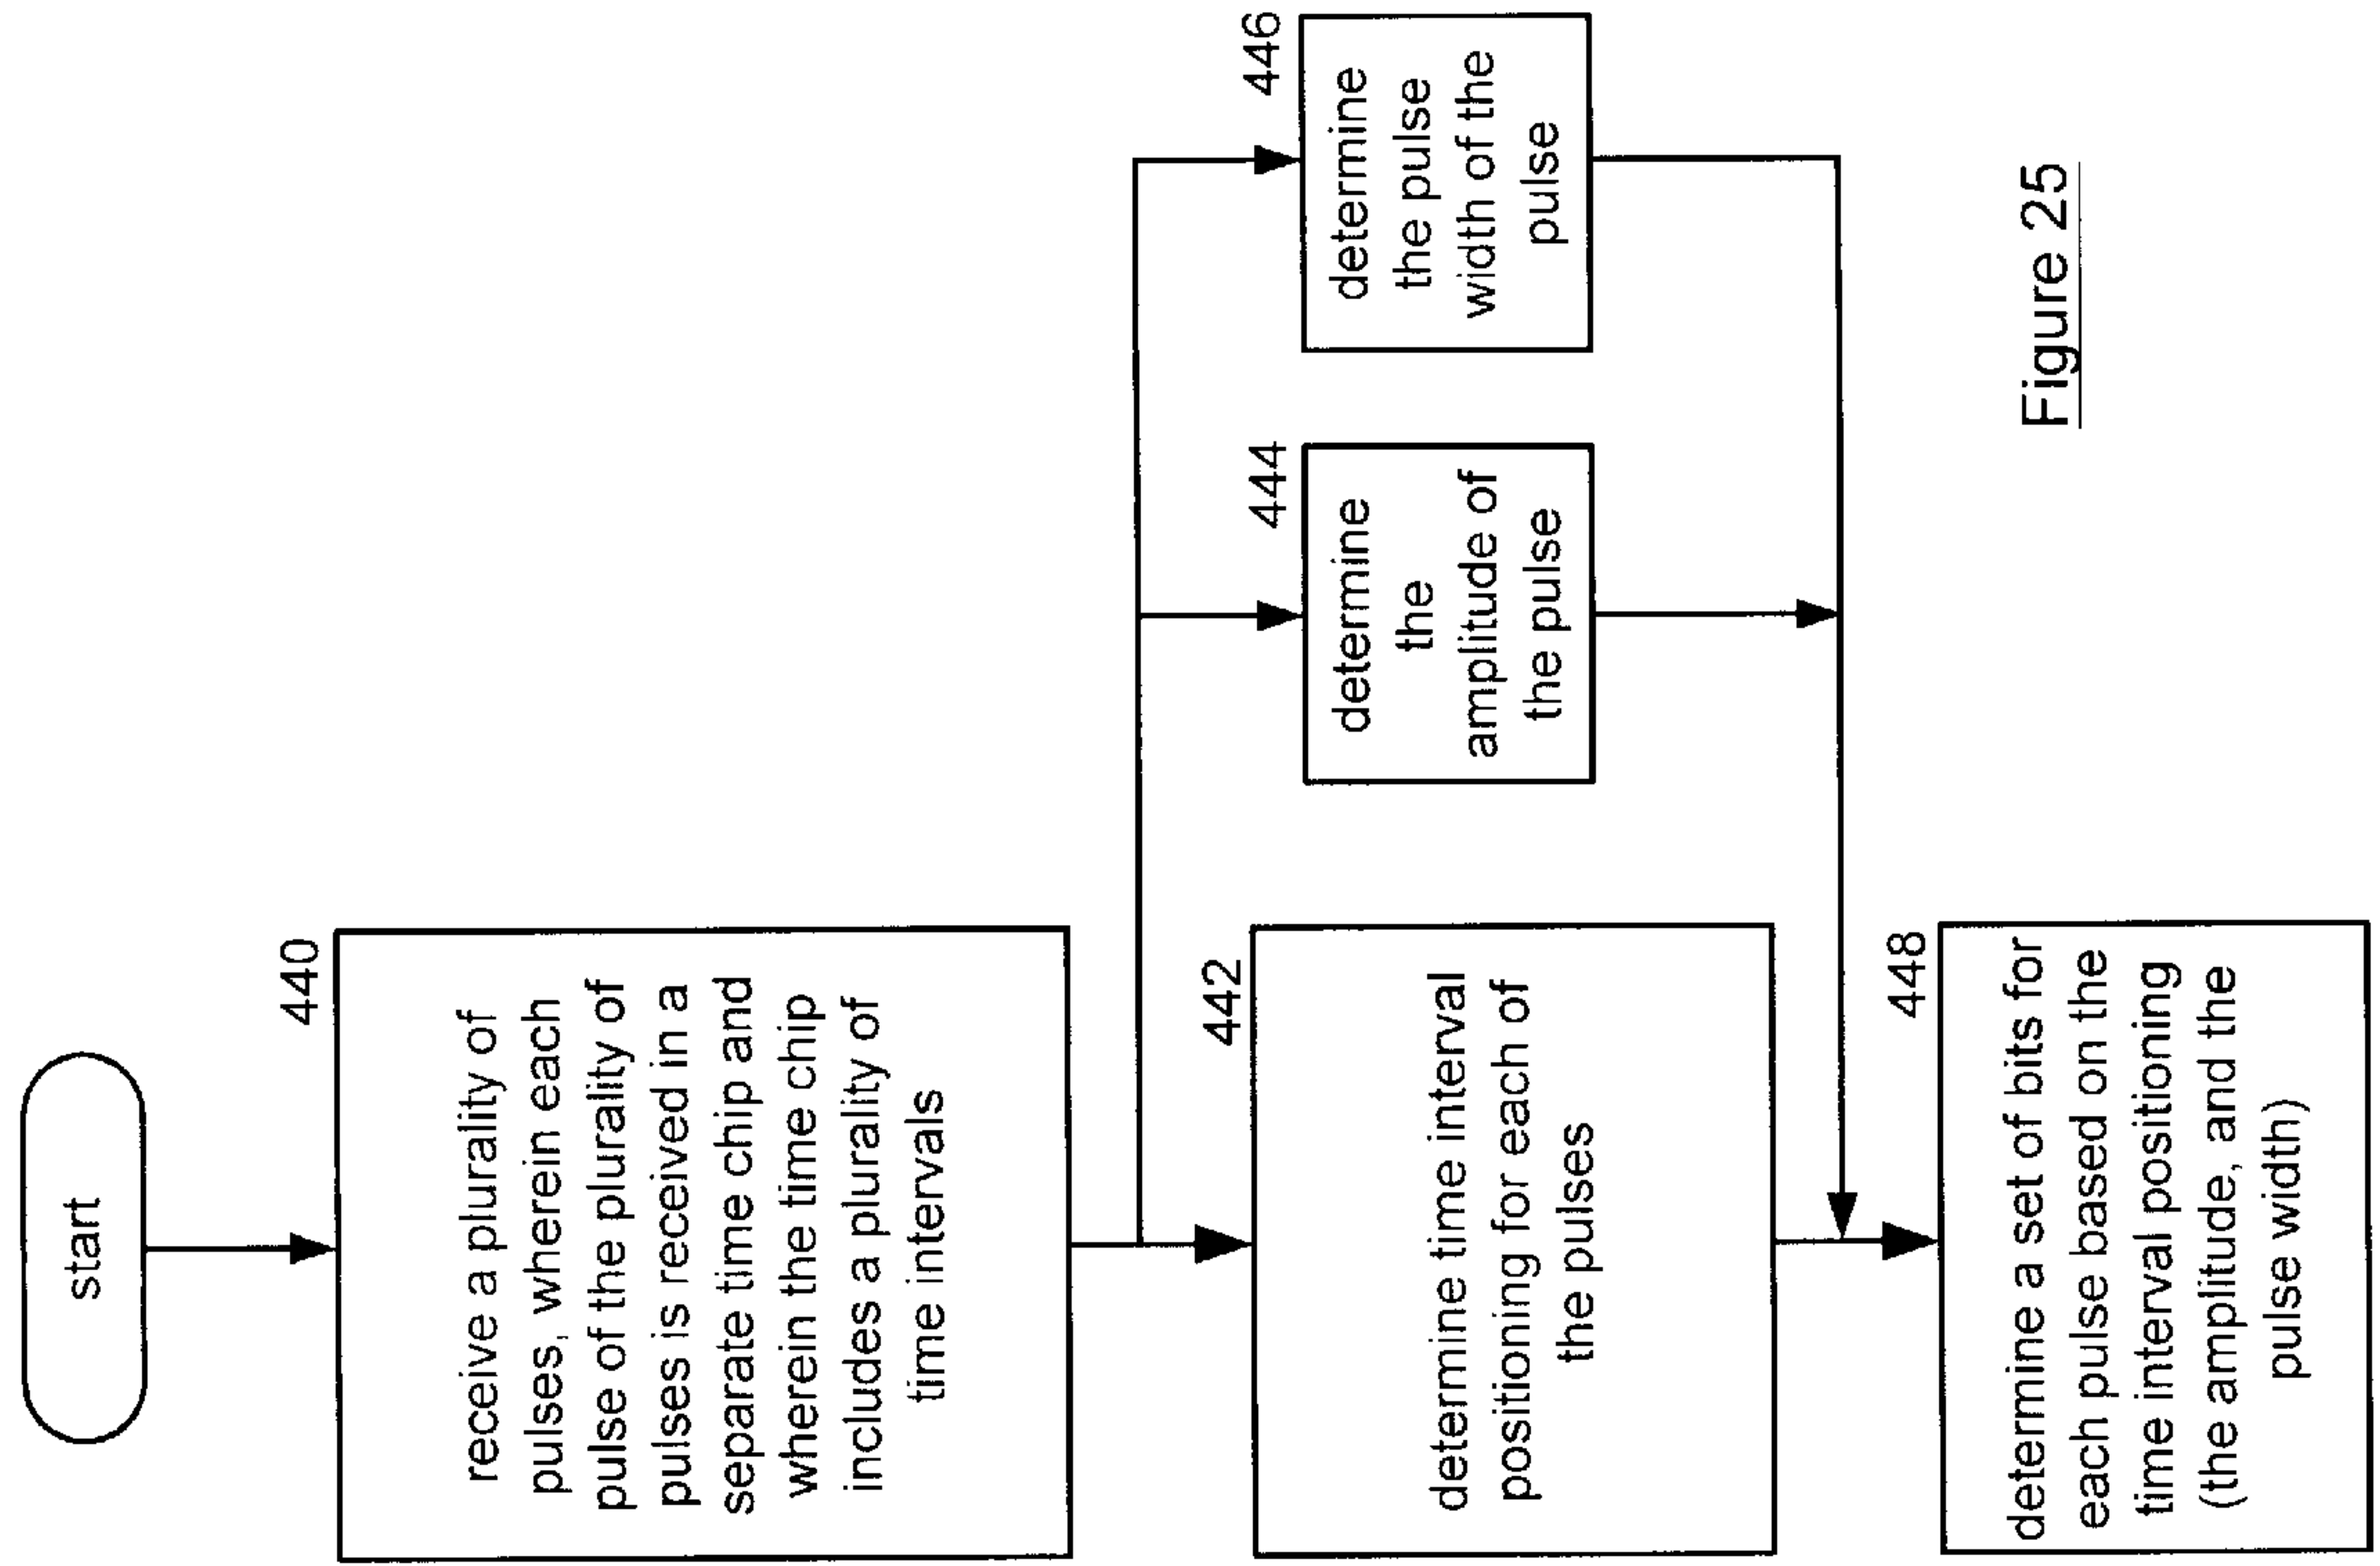 start
440
receive a plurality of
pulses, wherein each
pulse of the plurality of
pulses is received in a
separate time chip and
wherein the time chip
includes a plurality of
time intervals
442
determine time interval
positioning for each of
the pulses
444
determine
the
amplitude of
the pulse
446
determine
the pulse
width of the
pulse
448
determine a set of bits for
each pulse based on the
time interval positioning
(the amplitude, and the
pulse width)
Figure 25